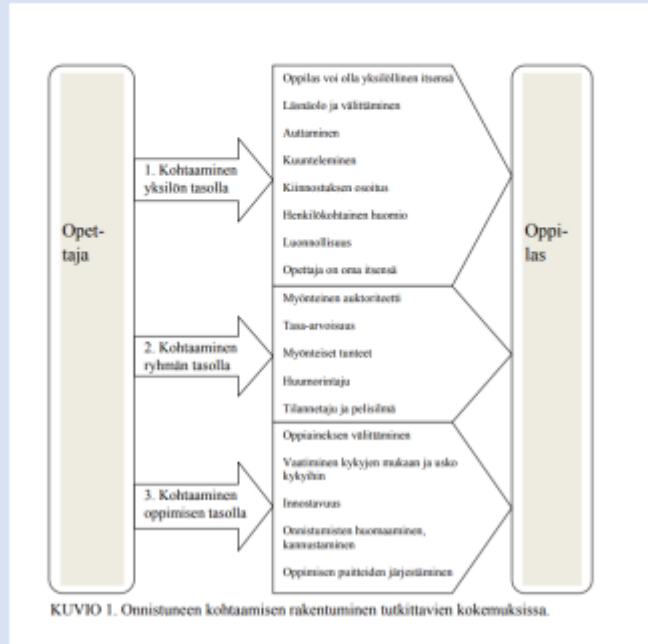 Opet-
taja
1. Kohtaaminen
yksilön tasolla
Oppilas voi olla yksilöllinen itsensä
Läsnäolo ja välittäminen
Auttaminen
Kuunteleminen
Kiinnostuksen osoitus
Henkilökohtainen huomio
Luonnollisuus
Opettaja on oma itsensä
2. Kohtaaminen
ryhmän tasolla
Myönteinen auktoriteetti
Tasa-arvoisuus
Myönteiset tunteet
Huumorintaju
Tilannetaju ja pelisilmä
3. Kohtaaminen
oppimisen tasolla
Oppiaineksen välittäminen
Vaatiminen kykyjen mukaan ja usko
kykyihin
Innostavuus
Onnistumisten huomaaminen,
kannustaminen
Oppimisen puitteiden järjestäminen
Oppi-
las
KUVIO 1. Onnistuneen kohtaamisen rakentuminen tutkittavien kokemuksissa.